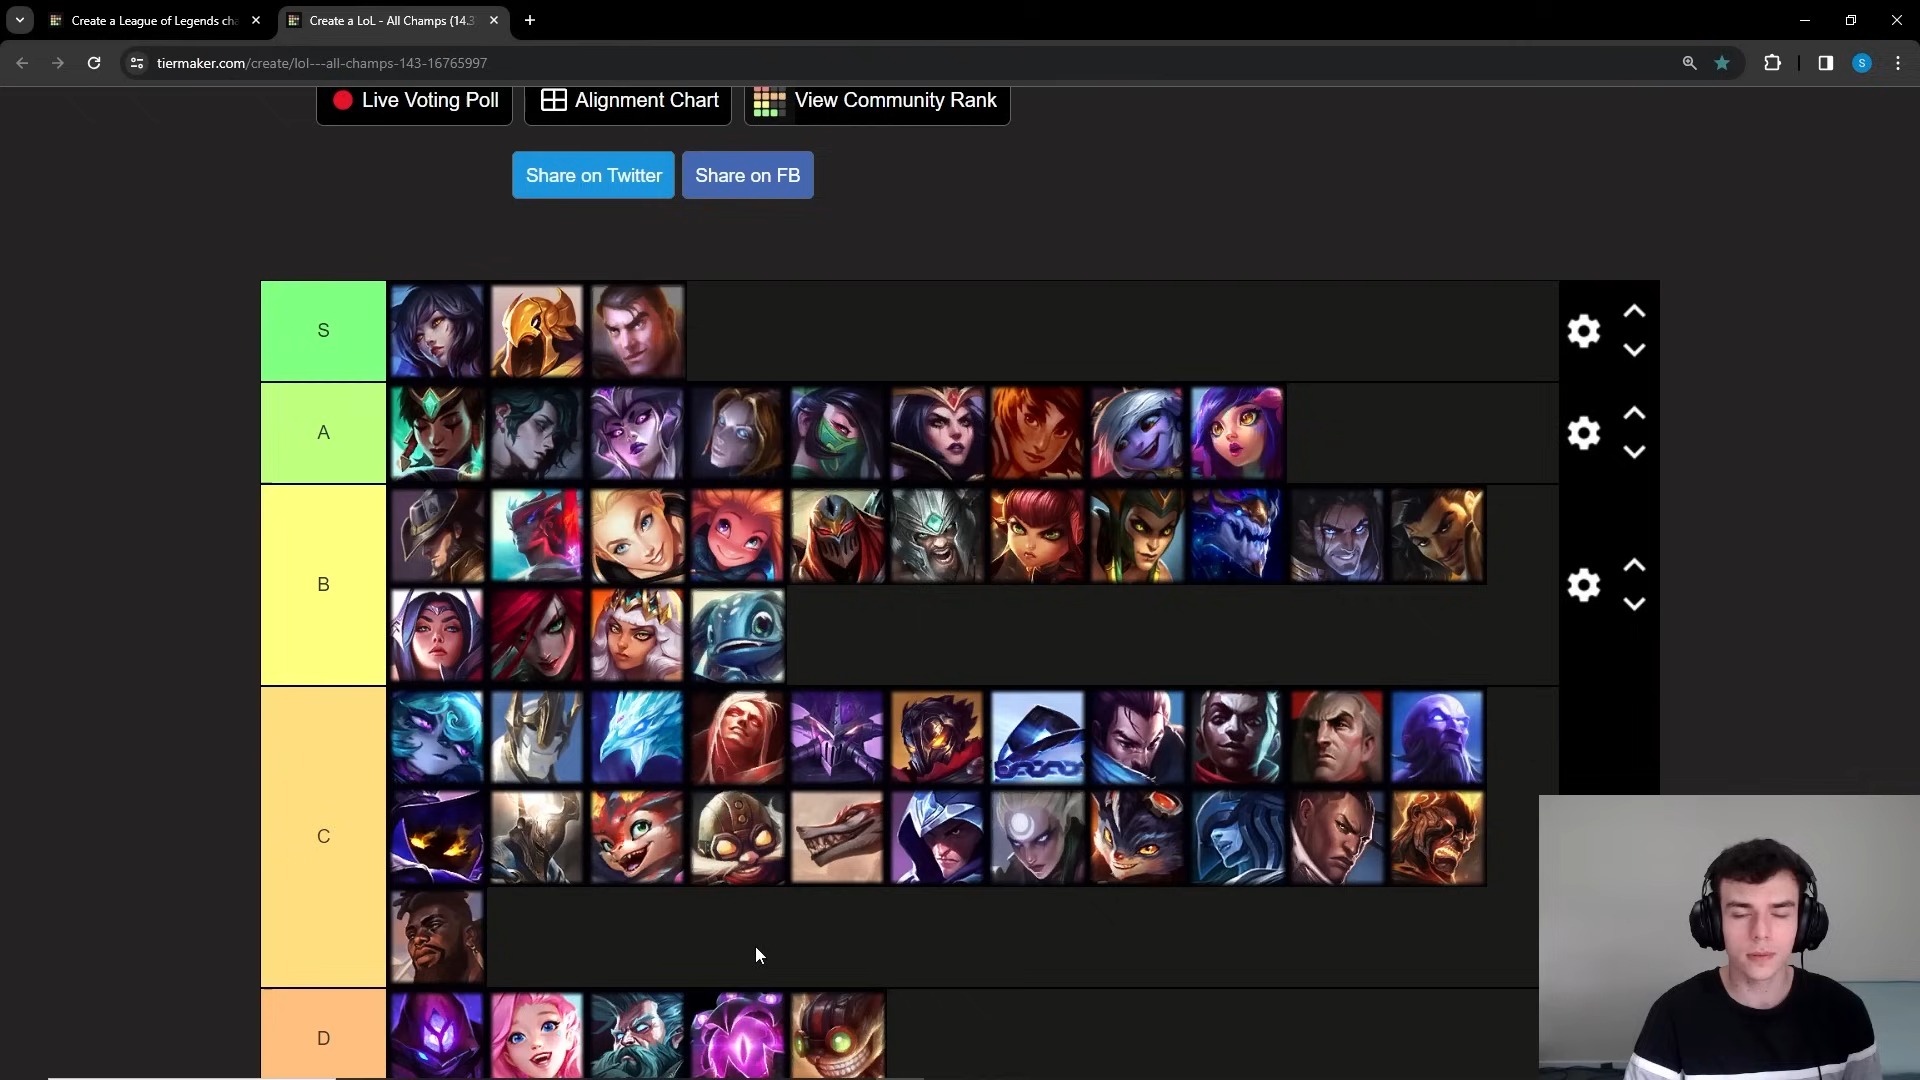 Create a League of Legends cha
Create a LoL - All Champs (14.3
tiermaker.com/create/lol---all-champs-143-16765997
S
Live Voting Poll
Alignment Chart
View Community Rank
Share on Twitter
Share on FB
S
A
B
C
D